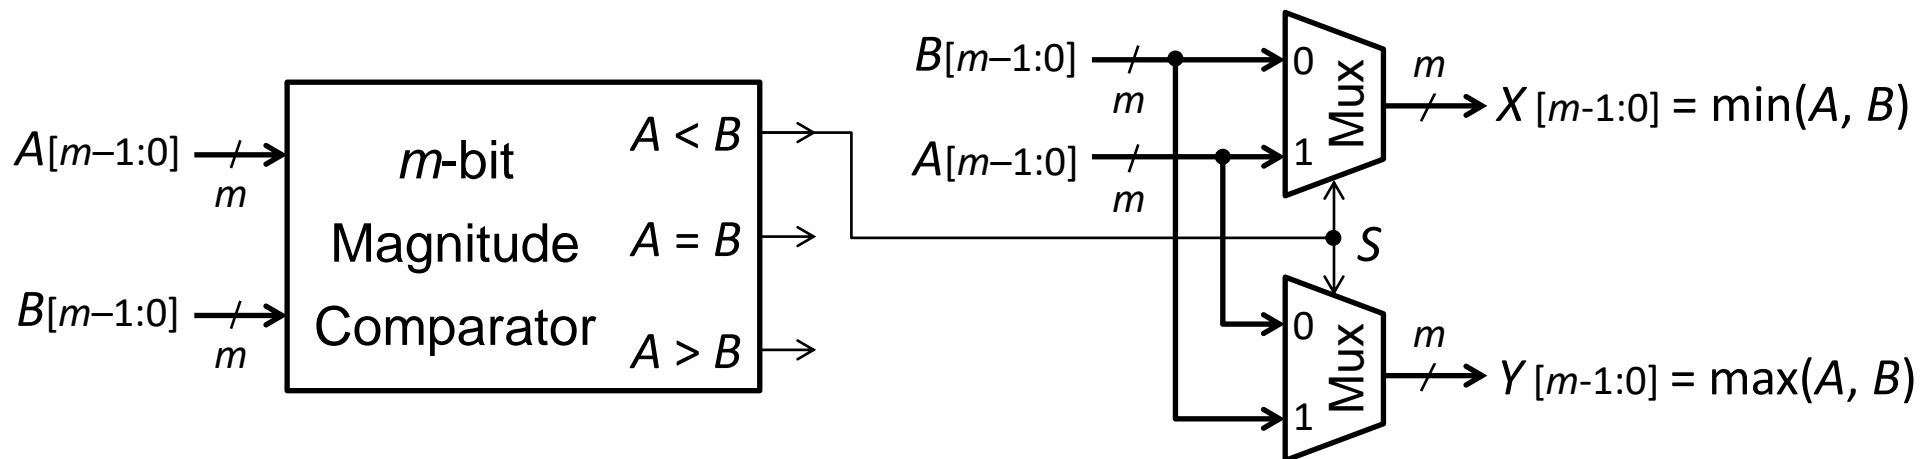 A[m–1:0]
m
B[m–1:0]
m
m-bit
Magnitude
Comparator
A < B
A = B
A > B
B[m–1:0]
m
A[m–1:0]
m
0
1
Mux
m
X [m-1:0] = min(A, B)
S
0
1
Mux
m
Y [m-1:0] = max(A, B)